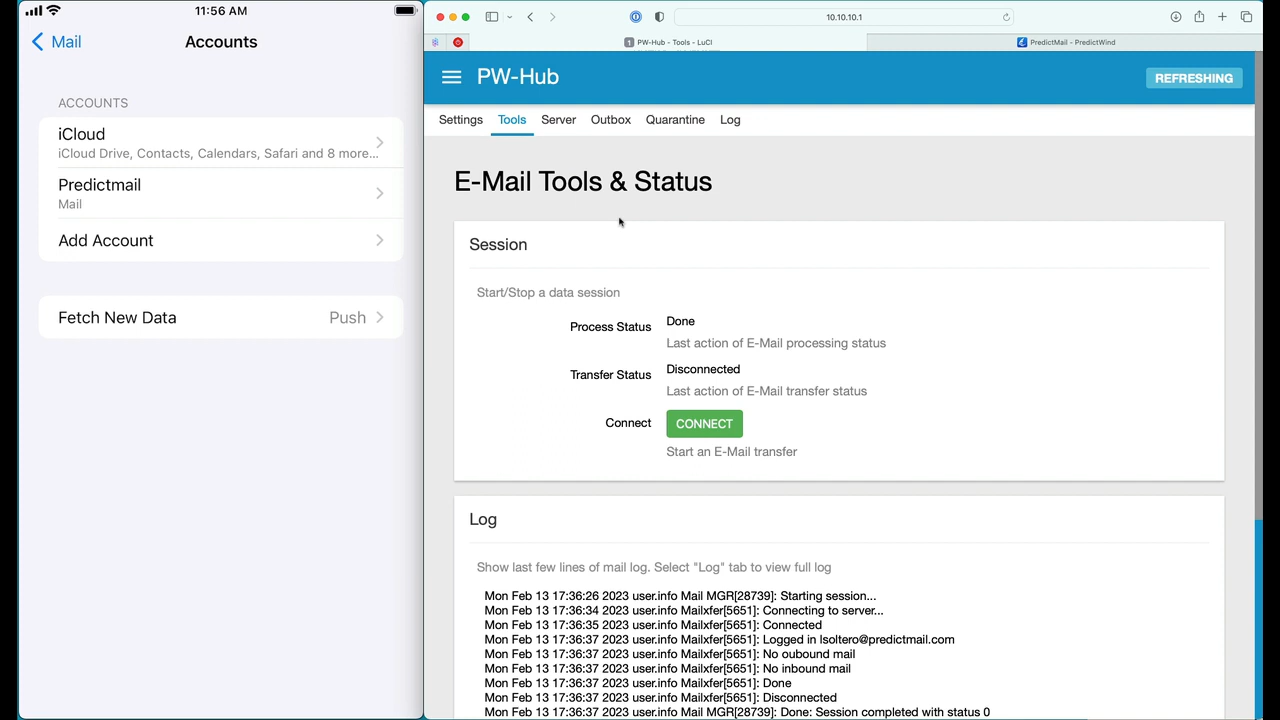 11:56 AM
Mail
Accounts
ACCOUNTS
iCloud
iCloud Drive, Contacts, Calendars, Safari and 8 more...
Predictmail
Mail
Add Account
Fetch New Data Push
10.10.10.1
1 PW-Hub - Tools - LuCI
PredictMail - PredictWind
PW-Hub
REFRESHING
Settings Tools Server Outbox Quarantine Log
E-Mail Tools & Status
Session
Start/Stop a data session
Process Status Done
Last action of E-Mail processing status
Transfer Status Disconnected
Last action of E-Mail transfer status
Connect CONNECT
Start an E-Mail transfer
Log
Show last few lines of mail log. Select "Log" tab to view full log
Mon Feb 13 17:36:26 2023 user.info Mail MGR[28739]: Starting session...
Mon Feb 13 17:36:34 2023 user.info Mailxfer[5651]: Connecting to server...
Mon Feb 13 17:36:35 2023 user.info Mailxfer[5651]: Connected
Mon Feb 13 17:36:37 2023 user.info Mailxfer[5651]: Logged in lsoltero@predictmail.com
Mon Feb 13 17:36:37 2023 user.info Mailxfer[5651]: No oubound mail
Mon Feb 13 17:36:37 2023 user.info Mailxfer[5651]: No inbound mail
Mon Feb 13 17:36:37 2023 user.info Mailxfer[5651]: Done
Mon Feb 13 17:36:37 2023 user.info Mailxfer[5651]: Disconnected
Mon Feb 13 17:36:37 2023 user.info Mail MGR[28739]: Done: Session completed with status 0